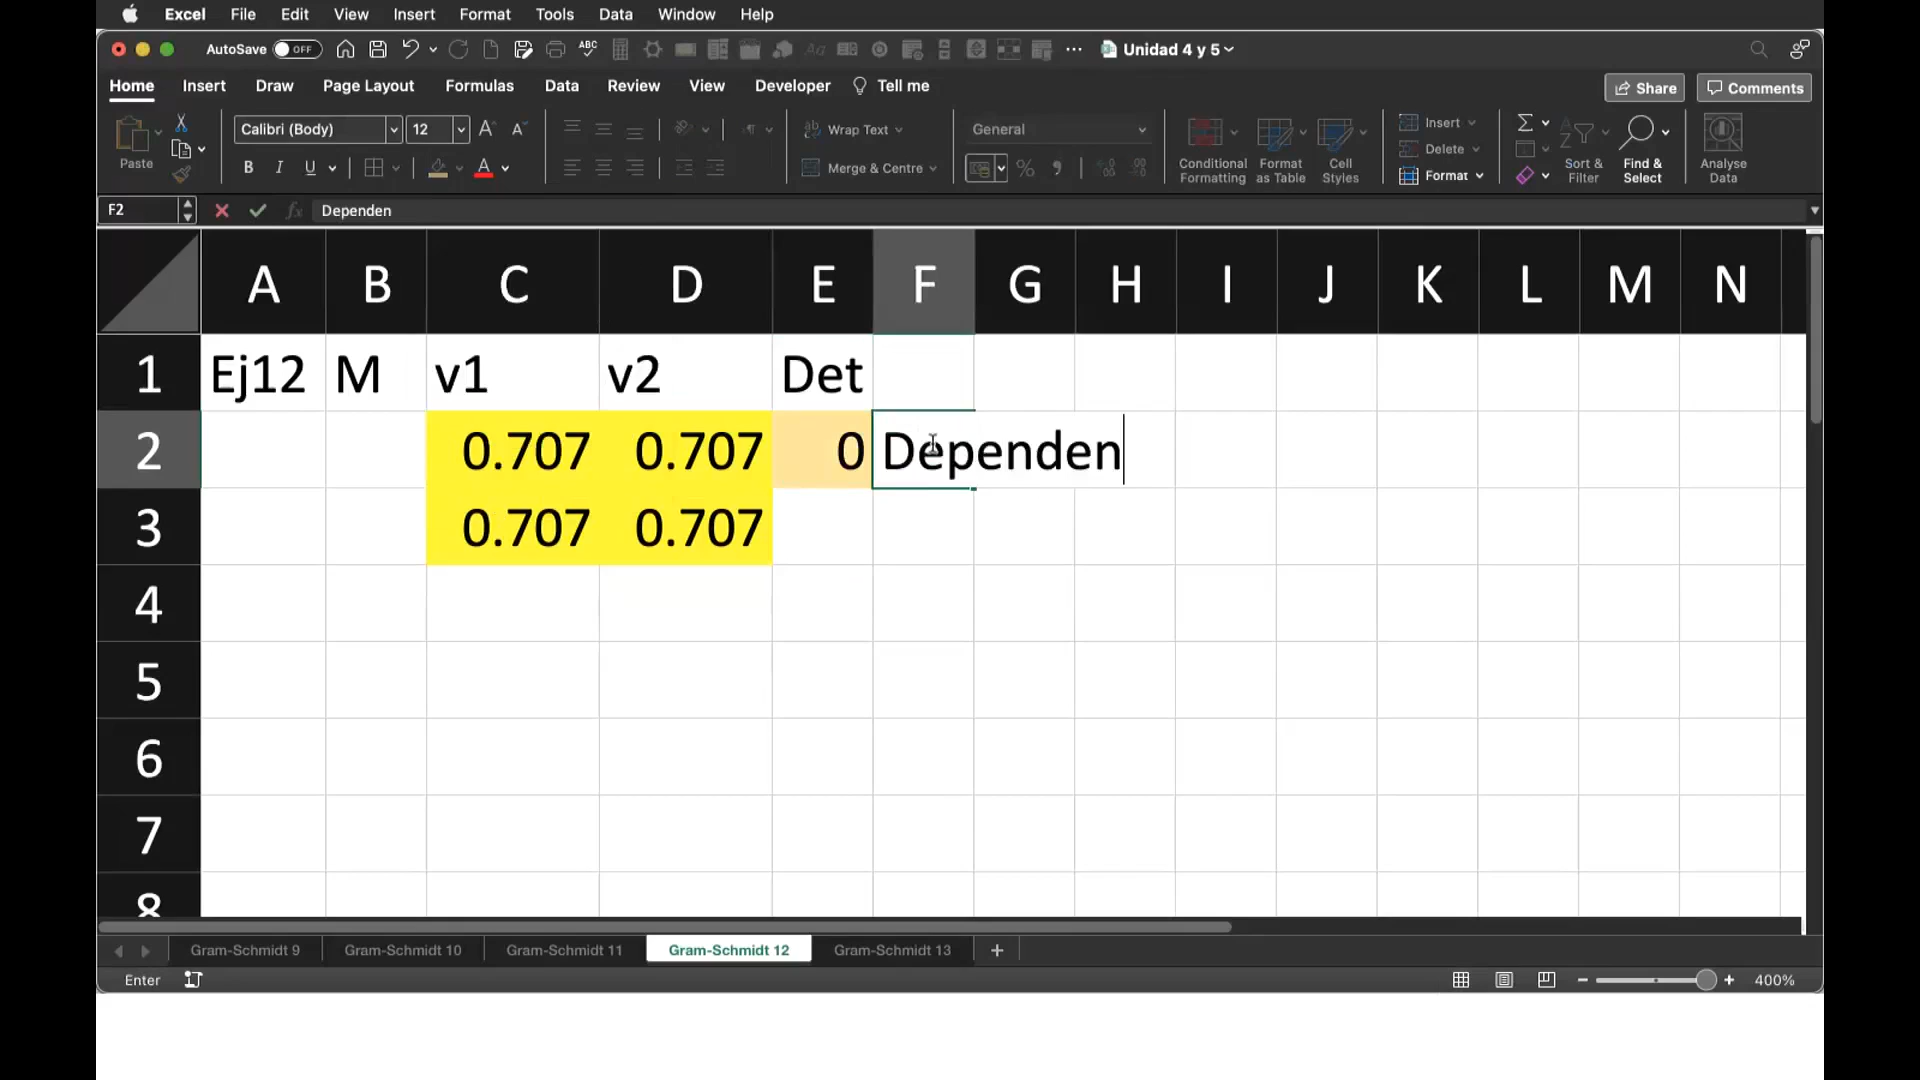 Excel File Edit View Insert Format Tools Data Window Help
AutoSave OFF ABC Aa ... Unidad 4 y 5
Home Insert Draw Page Layout Formulas Data Review View Developer Tell me Share Comments
Calibri (Body) 12 A A Wrap Text General Insert
Paste B I U A Merge & Centre % Conditional Formatting Format as Table Cell Styles Delete Format Sort & Filter Find & Select Analyse Data
F2 fx Dependen
A B C D E F G H I J K L M N
1 Ej12 M v1 v2 Det
2 0.707 0.707 0 Dependen
3 0.707 0.707
4
5
6
7
8
Gram-Schmidt 9 Gram-Schmidt 10 Gram-Schmidt 11 Gram-Schmidt 12 Gram-Schmidt 13 +
Enter 400%